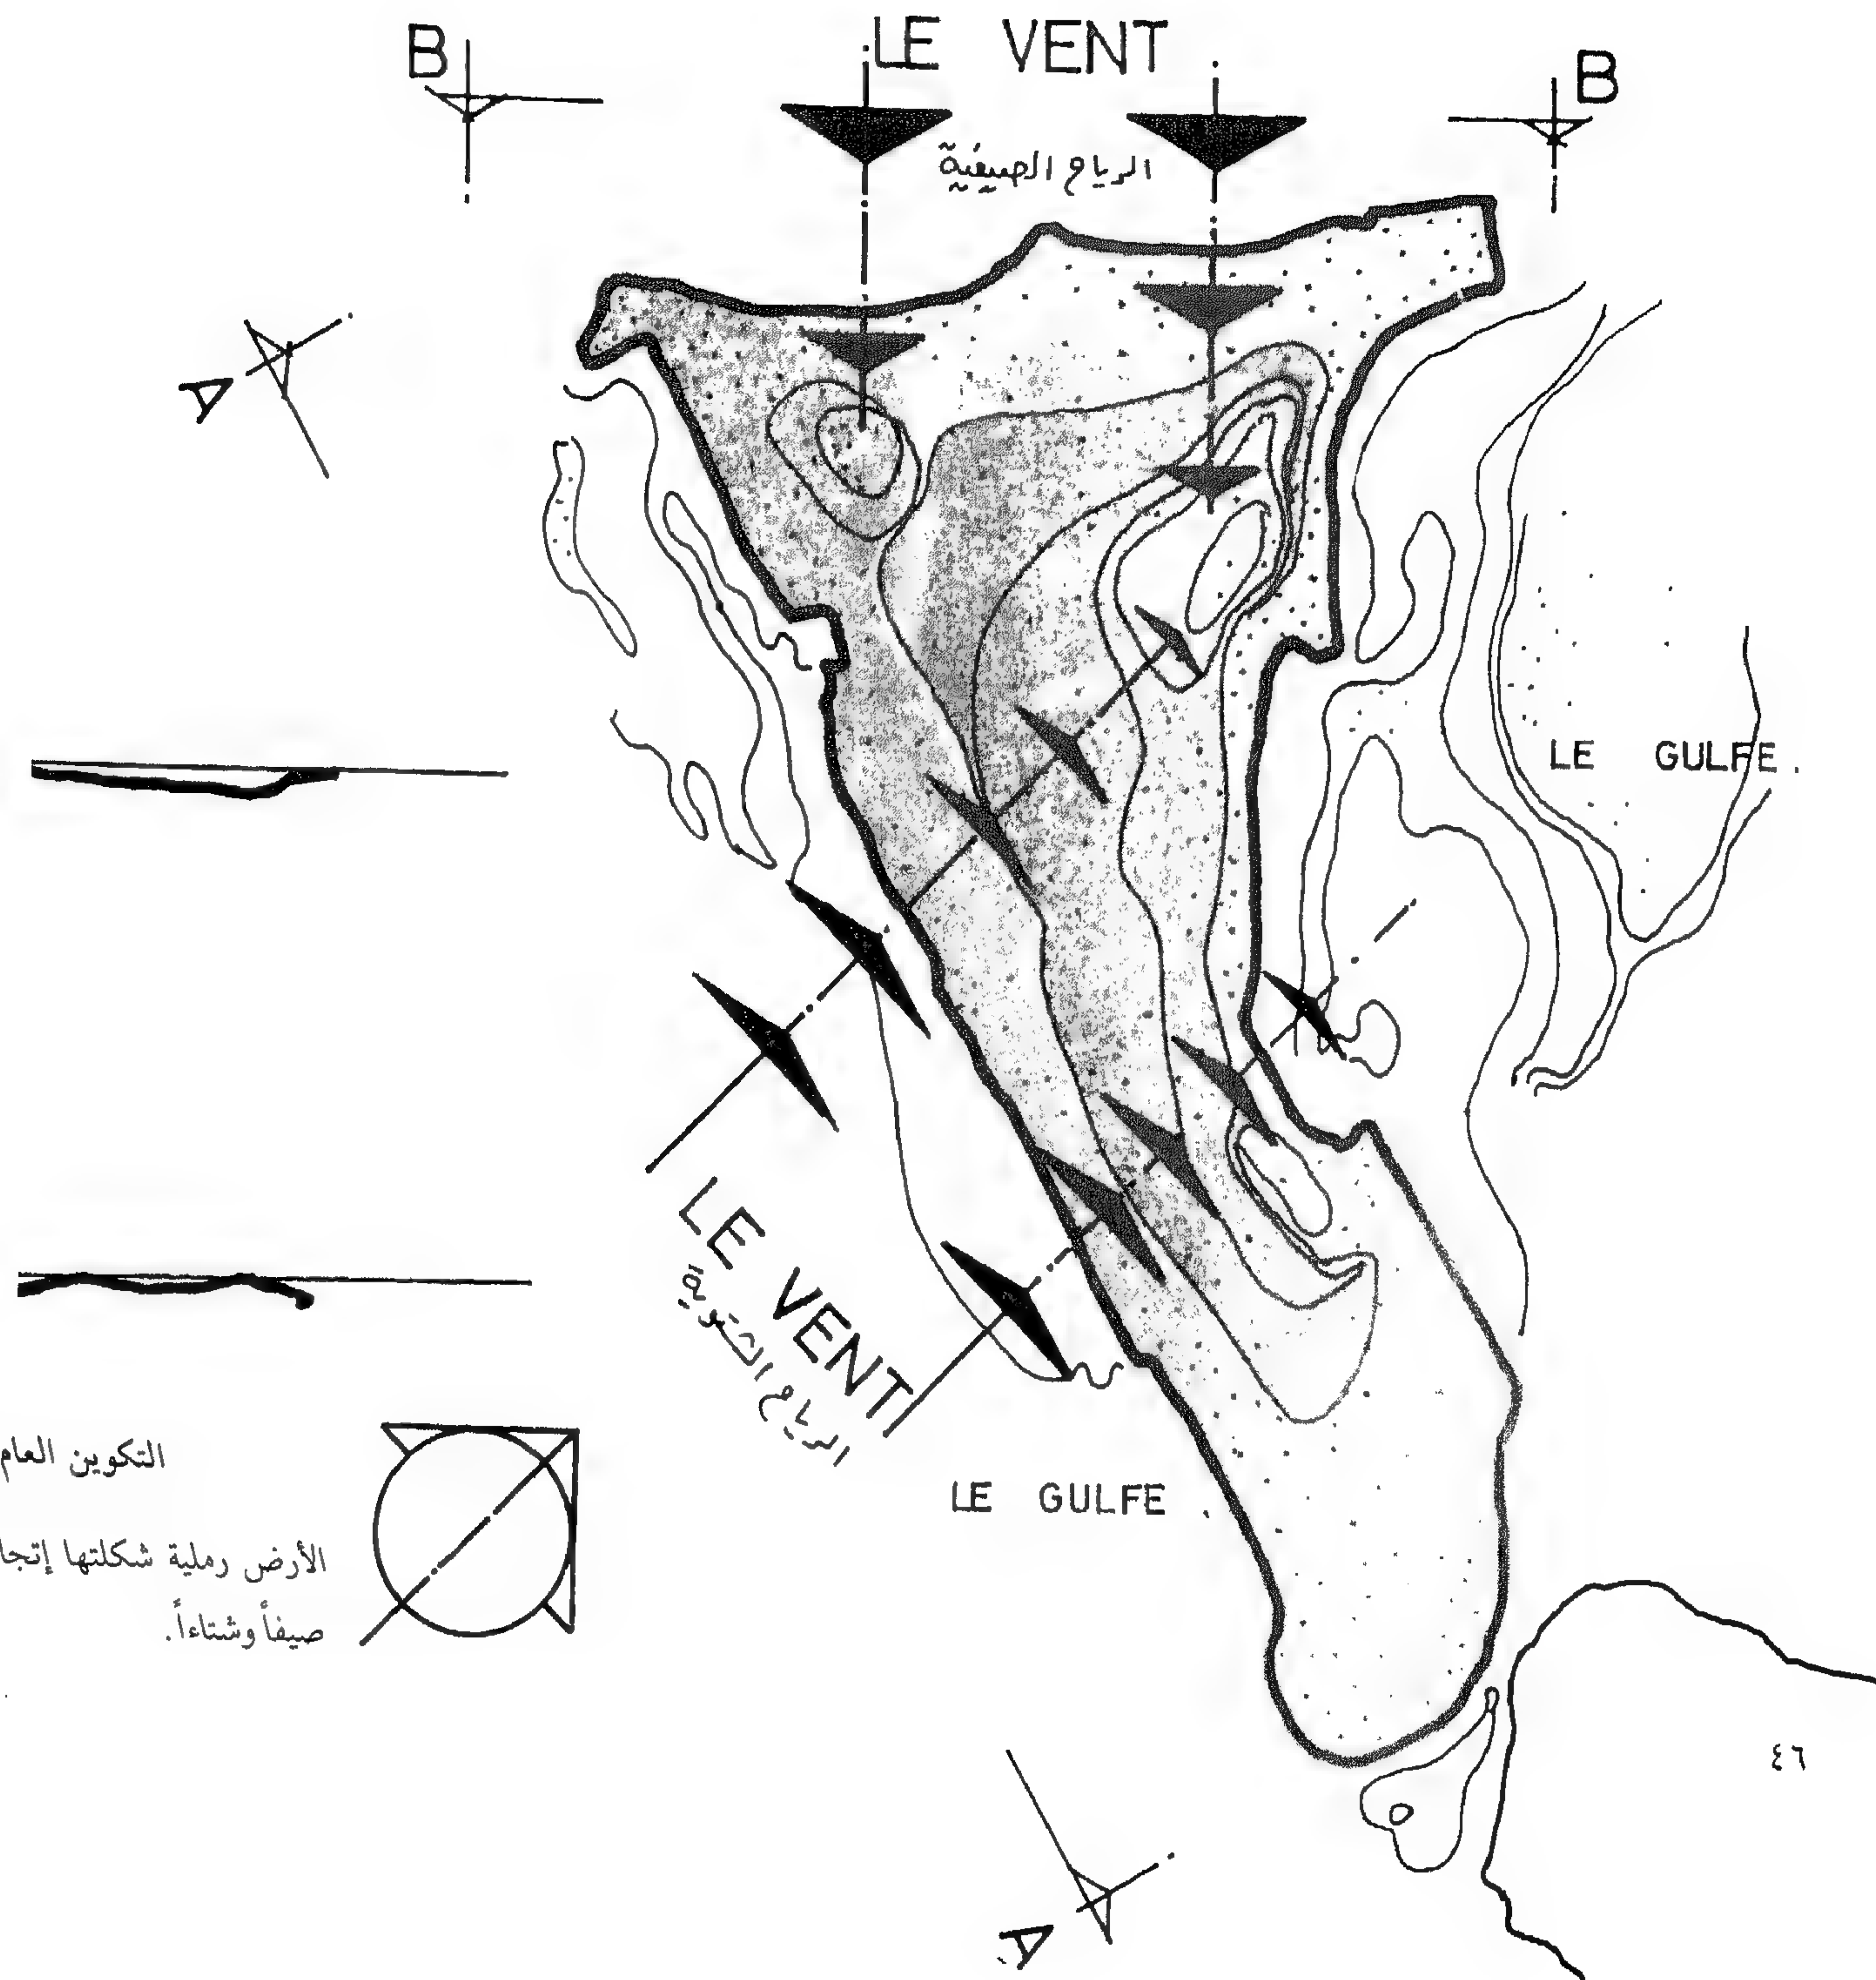 B
LE VENT
B
الرياح الصيفية
A
LE GULFE.
LE VENT
الرياح الشتوية
LE GULFE
التكوين العام
الأرض رملية شكلتها إتجا
صيفاً وشتاءاً.
٤٦
A